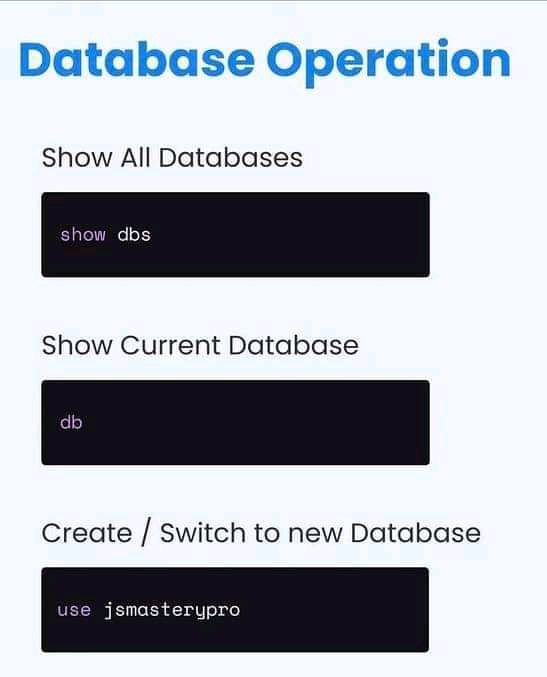 Database Operation
Show All Databases
show dbs
Show Current Database
db
Create / Switch to new Database
use jsmasterypro